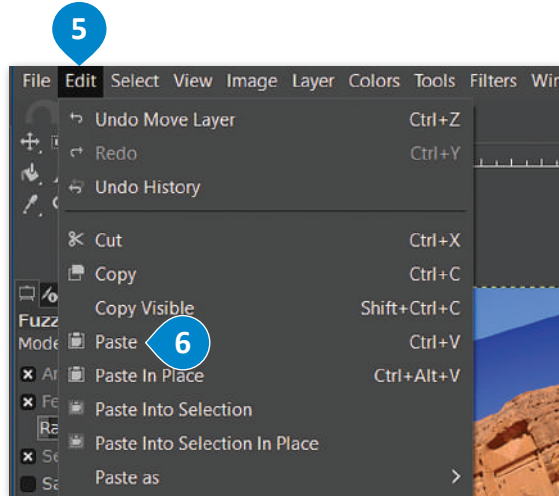 5
File Edit Select View Image Layer Colors Tools Filters
Undo Move Layer Ctrl+Z
Redo Ctrl+Y
Undo History
Cut Ctrl+X
Copy Ctrl+C
Copy Visible Shift+Ctrl+C
Fuzz
Mode
Paste 6 Ctrl+V
Paste In Place Ctrl+Alt+V
Paste Into Selection
Paste Into Selection In Place
Paste as >